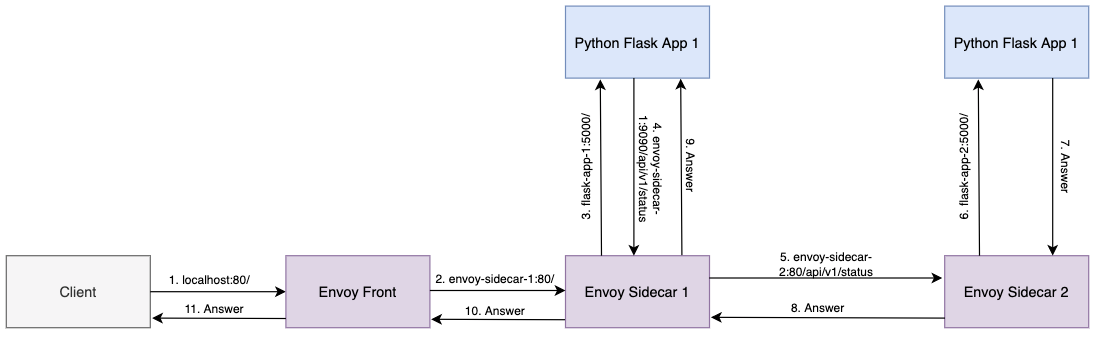 Python Flask App 1
Python Flask App 1
3. flask-app-1:5000/
4. envoy-sidecar-
1:9090/api/v1/status
9. Answer
6. flask-app-2:5000/
7. Answer
Client
1. localhost:80/
11. Answer
Envoy Front
2. envoy-sidecar-1:80/
10. Answer
Envoy Sidecar 1
5. envoy-sidecar-
2:80/api/v1/status
8. Answer
Envoy Sidecar 2